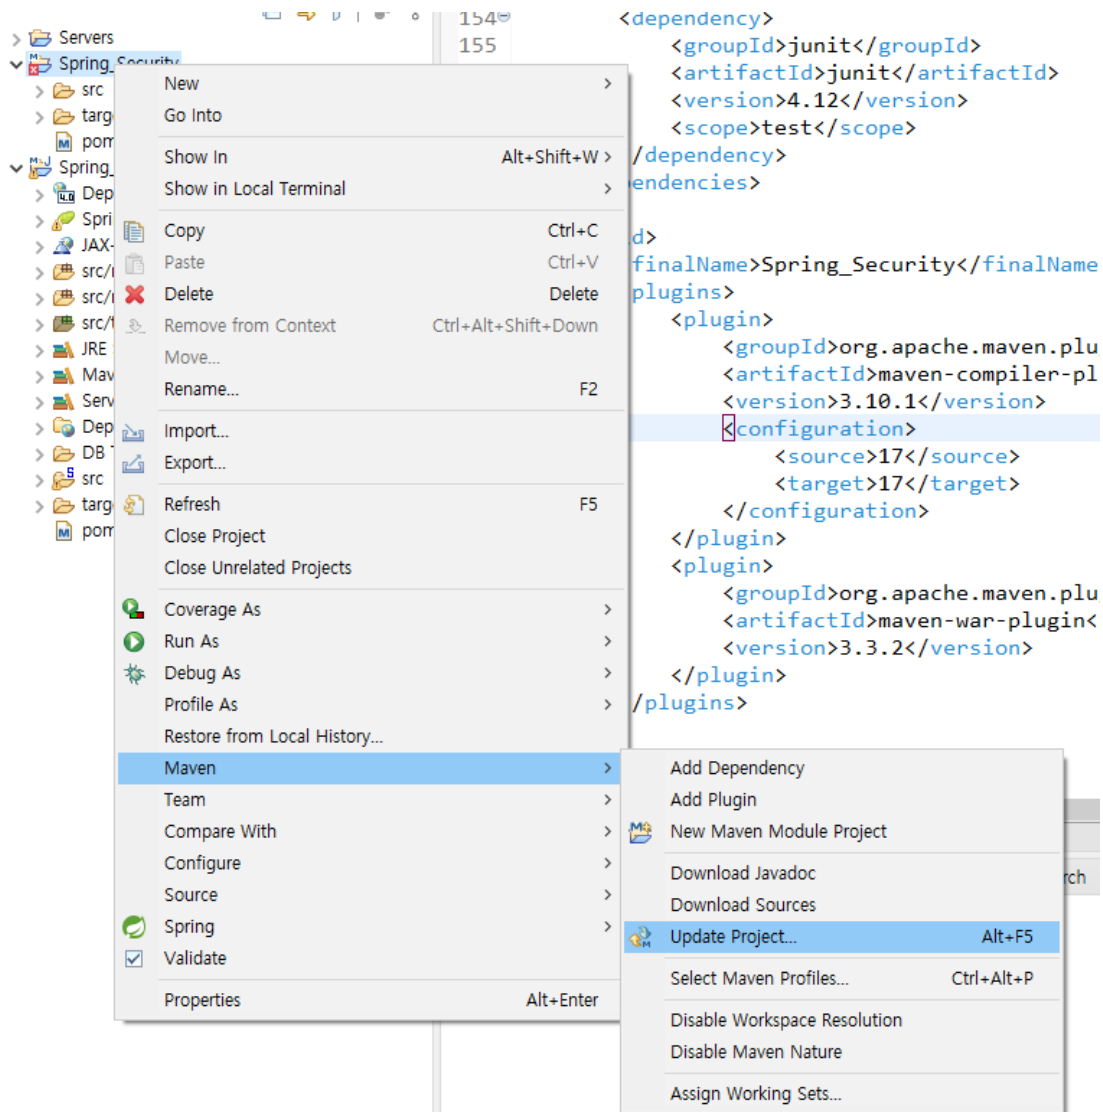 Servers
Spring_Security
src
targ
pom
Spring_
Dep
Spri
JAX-
src/
src/
src/t
JRE
Mav
Serv
Dep
DB
src
targ
pom
New
Go Into
Show In Alt+Shift+W
Show in Local Terminal
Copy Ctrl+C
Paste Ctrl+V
Delete Delete
Remove from Context Ctrl+Alt+Shift+Down
Move...
Rename... F2
Import...
Export...
Refresh F5
Close Project
Close Unrelated Projects
Coverage As
Run As
Debug As
Profile As
Restore from Local History...
Maven
Team
Compare With
Configure
Source
Spring
Validate
Properties Alt+Enter
154 <dependency>
155 <groupId>junit</groupId>
<artifactId>junit</artifactId>
<version>4.12</version>
<scope>test</scope>
/dependency>
endencies>
d>
finalName>Spring_Security</finalName
plugins>
<plugin>
<groupId>org.apache.maven.plu
<artifactId>maven-compiler-pl
<version>3.10.1</version>
<configuration>
<source>17</source>
<target>17</target>
</configuration>
</plugin>
<plugin>
<groupId>org.apache.maven.plu
<artifactId>maven-war-plugin<
<version>3.3.2</version>
</plugin>
/plugins>
Add Dependency
Add Plugin
New Maven Module Project
Download Javadoc
Download Sources
Update Project... Alt+F5
Select Maven Profiles... Ctrl+Alt+P
Disable Workspace Resolution
Disable Maven Nature
Assign Working Sets...
rch